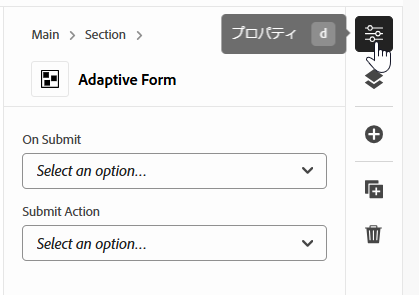 Main > Section >
プロパティ d
Adaptive Form
On Submit
Select an option...
Submit Action
Select an option...